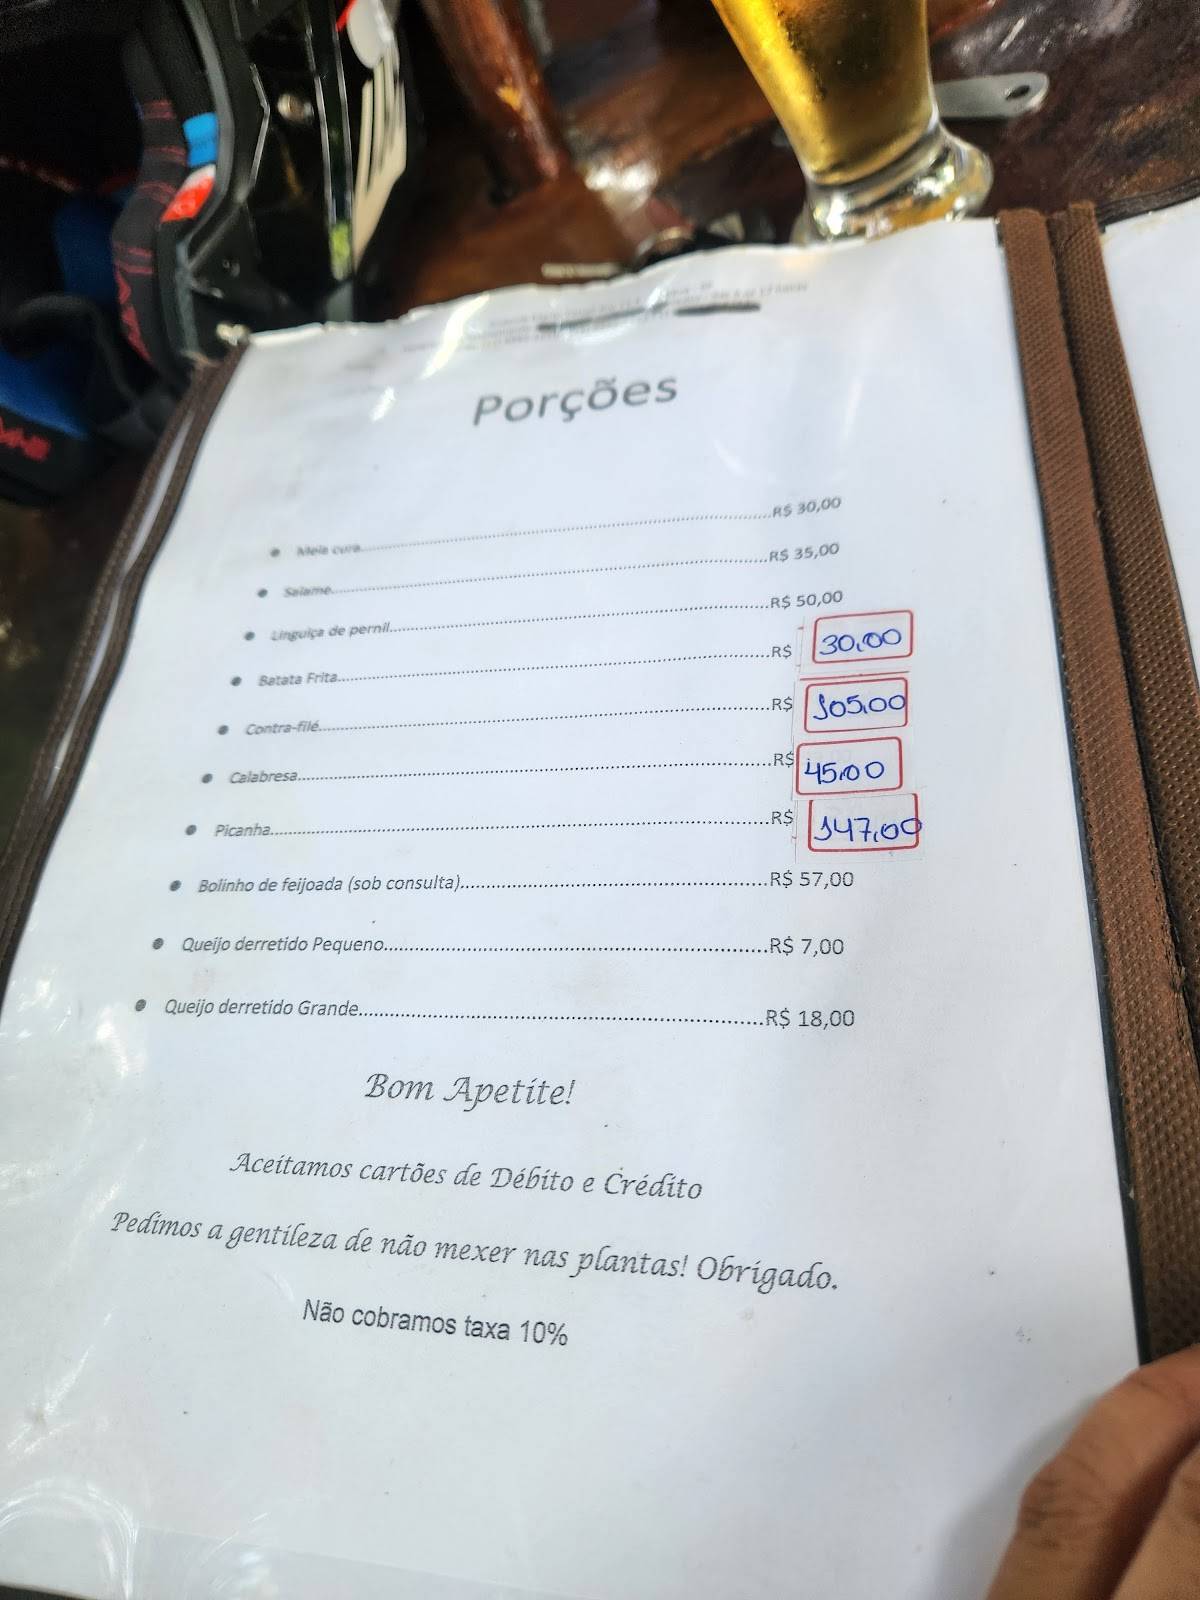 Porções
Meia cura R$ 30,00
Salame R$ 35,00
Linguiça de pernil R$ 50,00
Batata Frita R$ 30,00
Contra-filé R$ 105,00
Calabresa R$ 45,00
Picanha R$ 147,00
Bolinho de feijoada (sob consulta) R$ 57,00
Queijo derretido Pequeno R$ 7,00
Queijo derretido Grande R$ 18,00
Bom Apetite!
Aceitamos cartões de Débito e Crédito
Pedimos a gentileza de não mexer nas plantas! Obrigado.
Não cobramos taxa 10%